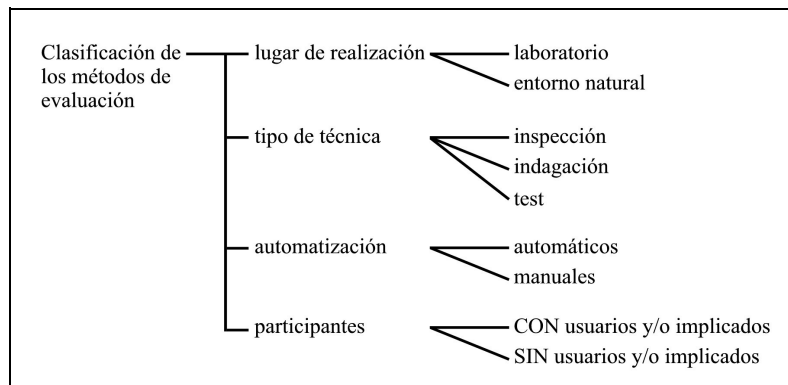 Clasificación de
los métodos de
evaluación
lugar de realización
laboratorio
entorno natural
tipo de técnica
inspección
indagación
test
automatización
automáticos
manuales
participantes
CON usuarios y/o implicados
SIN usuarios y/o implicados